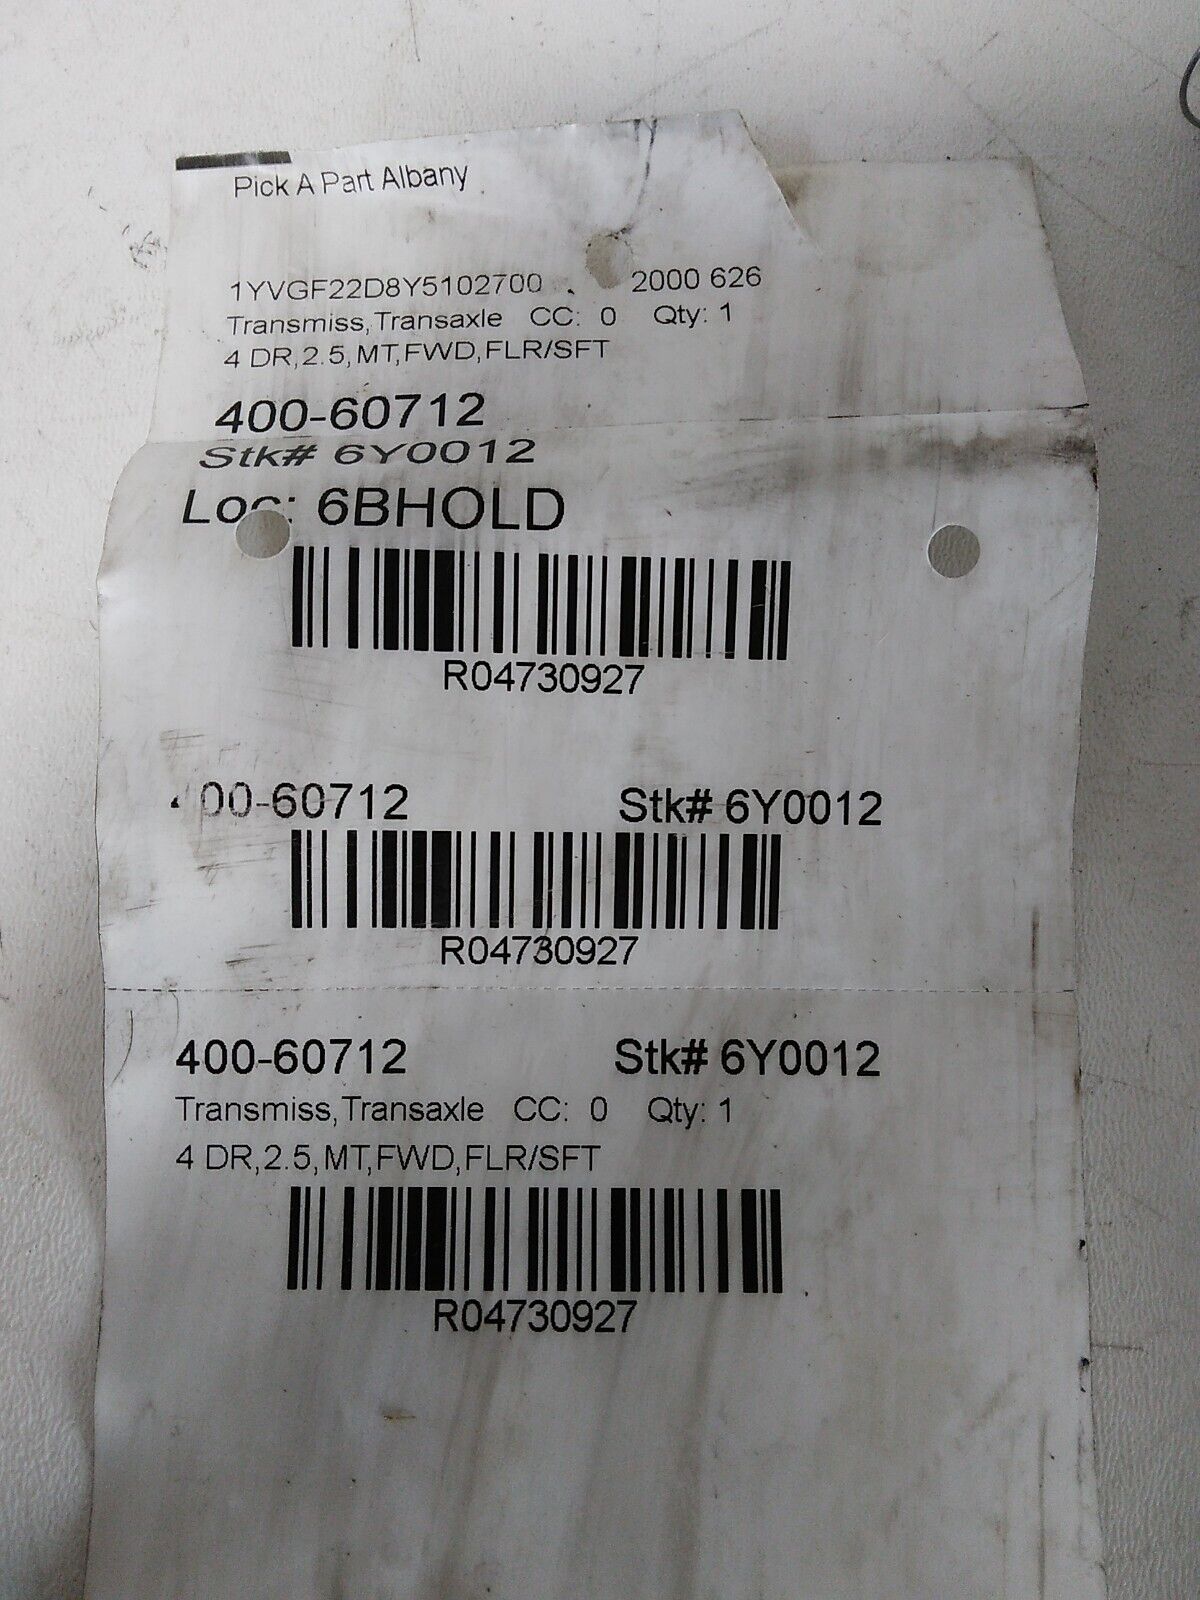 Pick A Part Albany
1YVGF22D8Y5102700 2000 626
Transmiss,Transaxle CC: 0 Qty: 1
4 DR,2.5,MT,FWD,FLR/SFT
400-60712
Stk# 6Y0012
Loc: 6BHOLD
R04730927
400-60712 Stk# 6Y0012
R04730927
400-60712 Stk# 6Y0012
Transmiss,Transaxle CC: 0 Qty: 1
4 DR,2.5,MT,FWD,FLR/SFT
R04730927